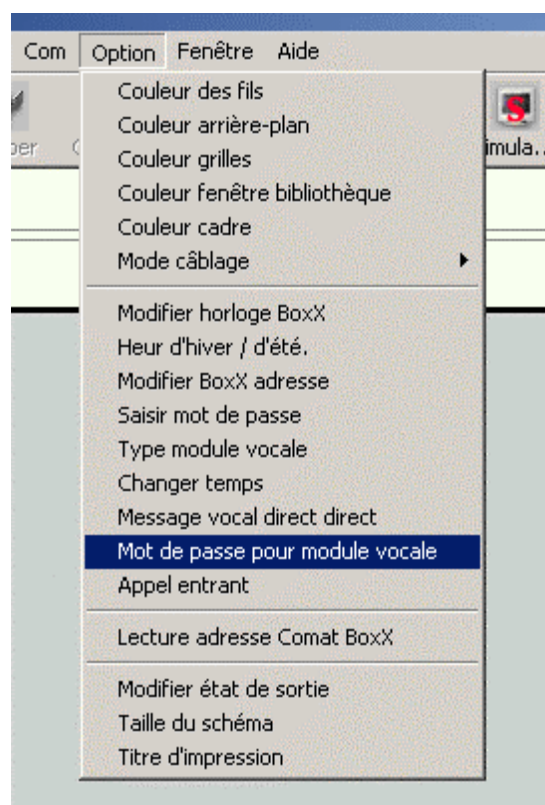 Com Option Fenêtre Aide
Couleur des fils
Couleur arrière-plan
Couleur grilles
Couleur fenêtre bibliothèque
Couleur cadre
Mode câblage
Modifier horloge BoxX
Heur d'hiver / d'été.
Modifier BoxX adresse
Saisir mot de passe
Type module vocale
Changer temps
Message vocal direct direct
Mot de passe pour module vocale
Appel entrant
Lecture adresse Comat BoxX
Modifier état de sortie
Taille du schéma
Titre d'impression
S
imula..